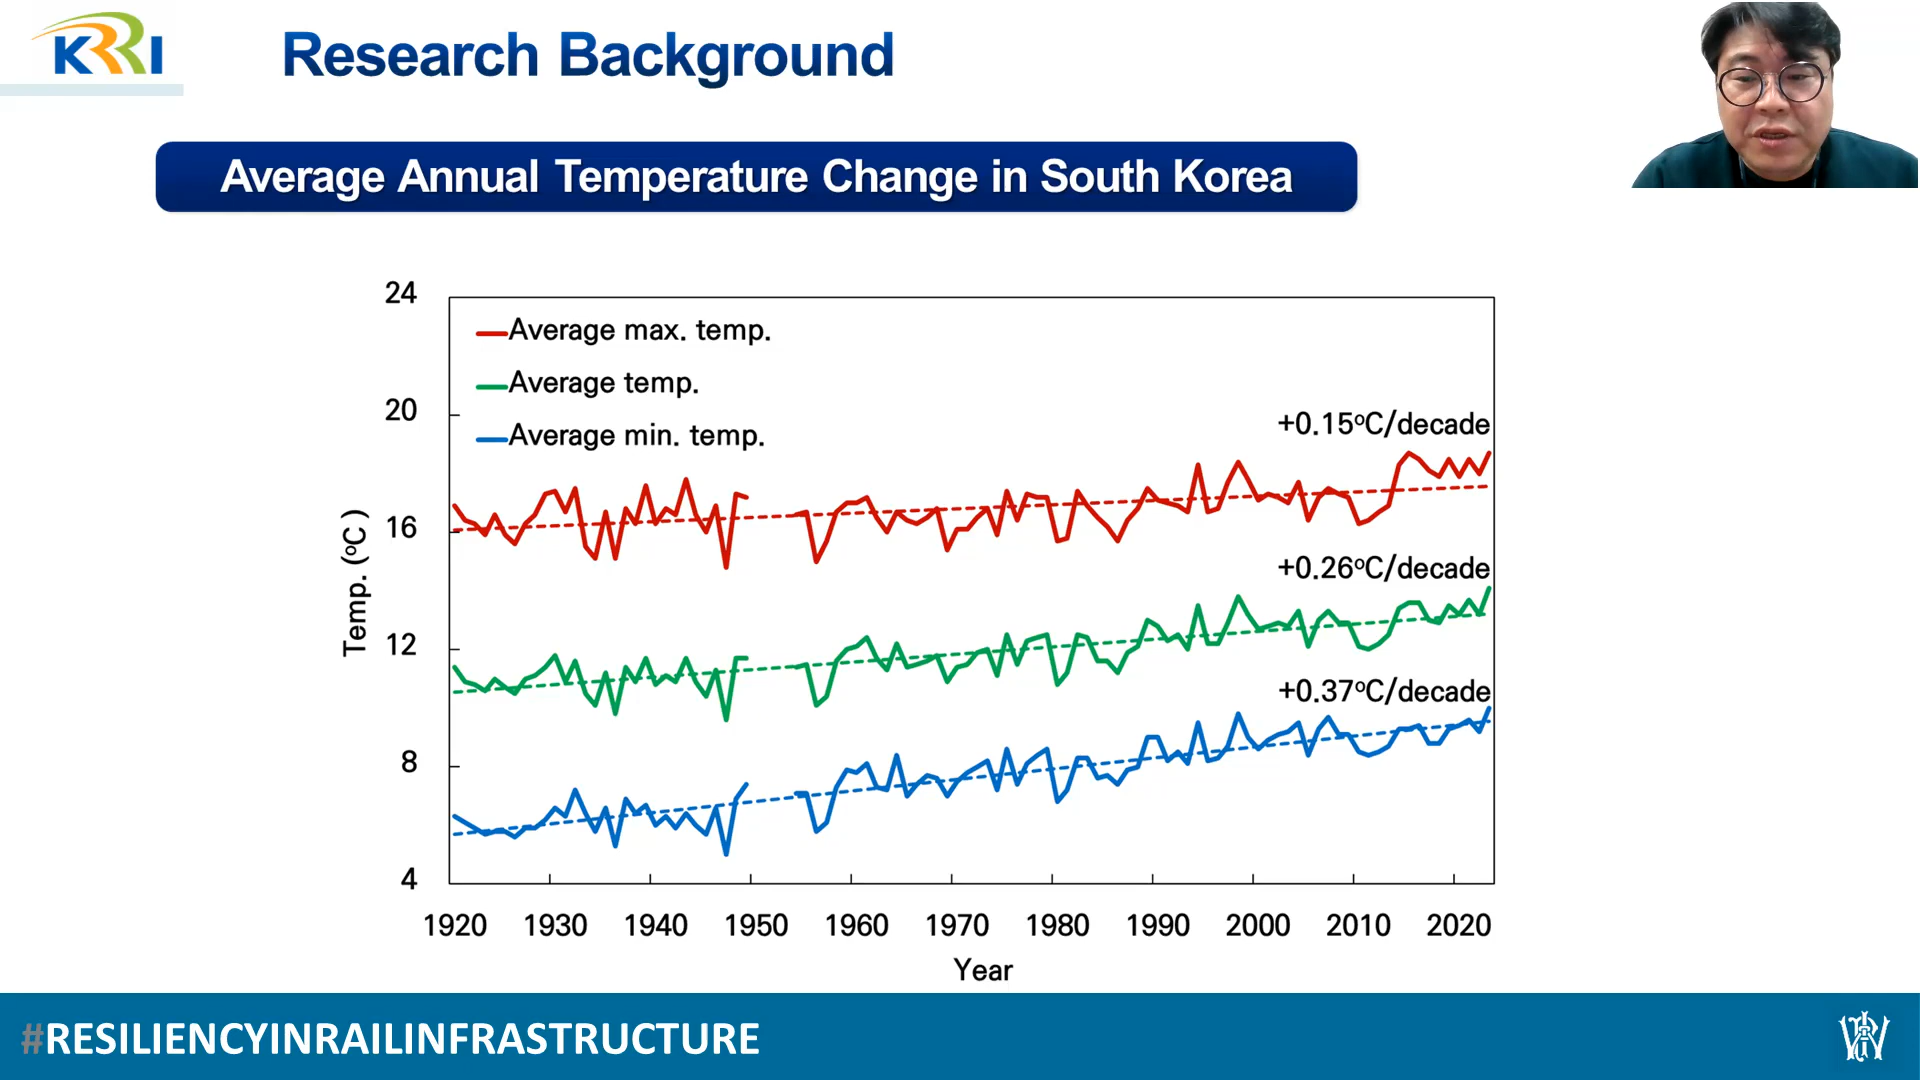 KRRI
Research Background
Average Annual Temperature Change in South Korea
24
20
16
12
8
4
Temp. (°C )
Average max. temp.
Average temp.
Average min. temp.
+0.15°C/decade
+0.26°C/decade
+0.37°C/decade
1920 1930 1940 1950 1960 1970 1980 1990 2000 2010 2020
Year
#RESILIENCYINRAILINFRASTRUCTURE